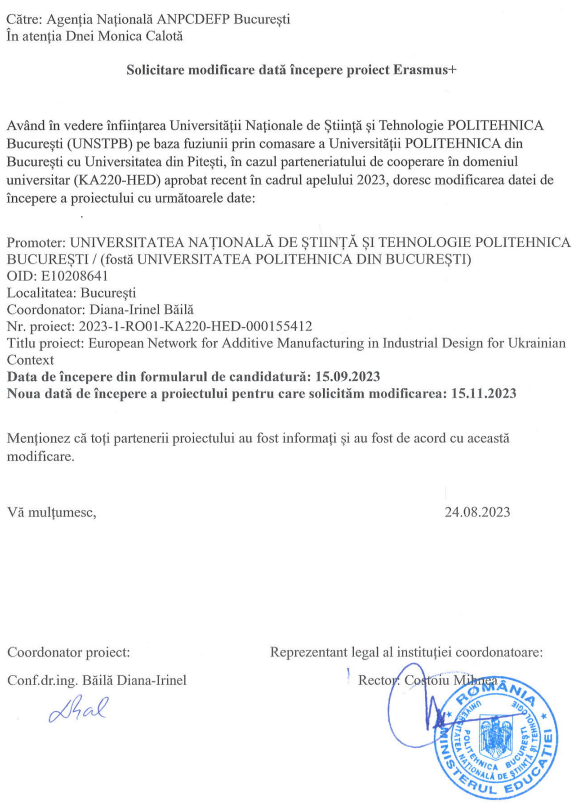 Către: Agenția Națională ANPCDEFP București
În atenția Dnei Monica Calotă
Solicitare modificare dată începere proiect Erasmus+
Având în vedere înființarea Universității Naționale de Știință și Tehnologie POLITEHNICA
București (UNSTPB) pe baza fuziunii prin comasare a Universității POLITEHNICA din
București cu Universitatea din Pitești, în cazul parteneriatului de cooperare în domeniul
universitar (KA220-HED) aprobat recent în cadrul apelului 2023, doresc modificarea datei de
începere a proiectului cu următoarele date:
Promoter: UNIVERSITATEA NAȚIONALĂ DE ȘTIINȚĂ ȘI TEHNOLOGIE POLITEHNICA
BUCUREȘTI / (fostă UNIVERSITATEA POLITEHNICA DIN BUCUREȘTI)
OID: E10208641
Localitatea: București
Coordonator: Diana-Irinel Băilă
Nr. proiect: 2023-1-RO01-KA220-HED-000155412
Titlu proiect: European Network for Additive Manufacturing in Industrial Design for Ukrainian
Context
Data de începere din formularul de candidatură: 15.09.2023
Noua dată de începere a proiectului pentru care solicităm modificarea: 15.11.2023
Menționez că toți partenerii proiectului au fost informați și au fost de acord cu această
modificare.
Vă mulțumesc, 24.08.2023
Coordonator proiect: Reprezentant legal al instituției coordonatoare:
Conf.dr.ing. Băilă Diana-Irinel Rector: Costoiu Mihnea
ROMÂNIA
MINISTERUL EDUCAȚIEI
UNIVERSITATEA NAȚIONALĂ DE ȘTIINȚĂ ȘI TEHNOLOGIE
POLITEHNICA BUCUREȘTI